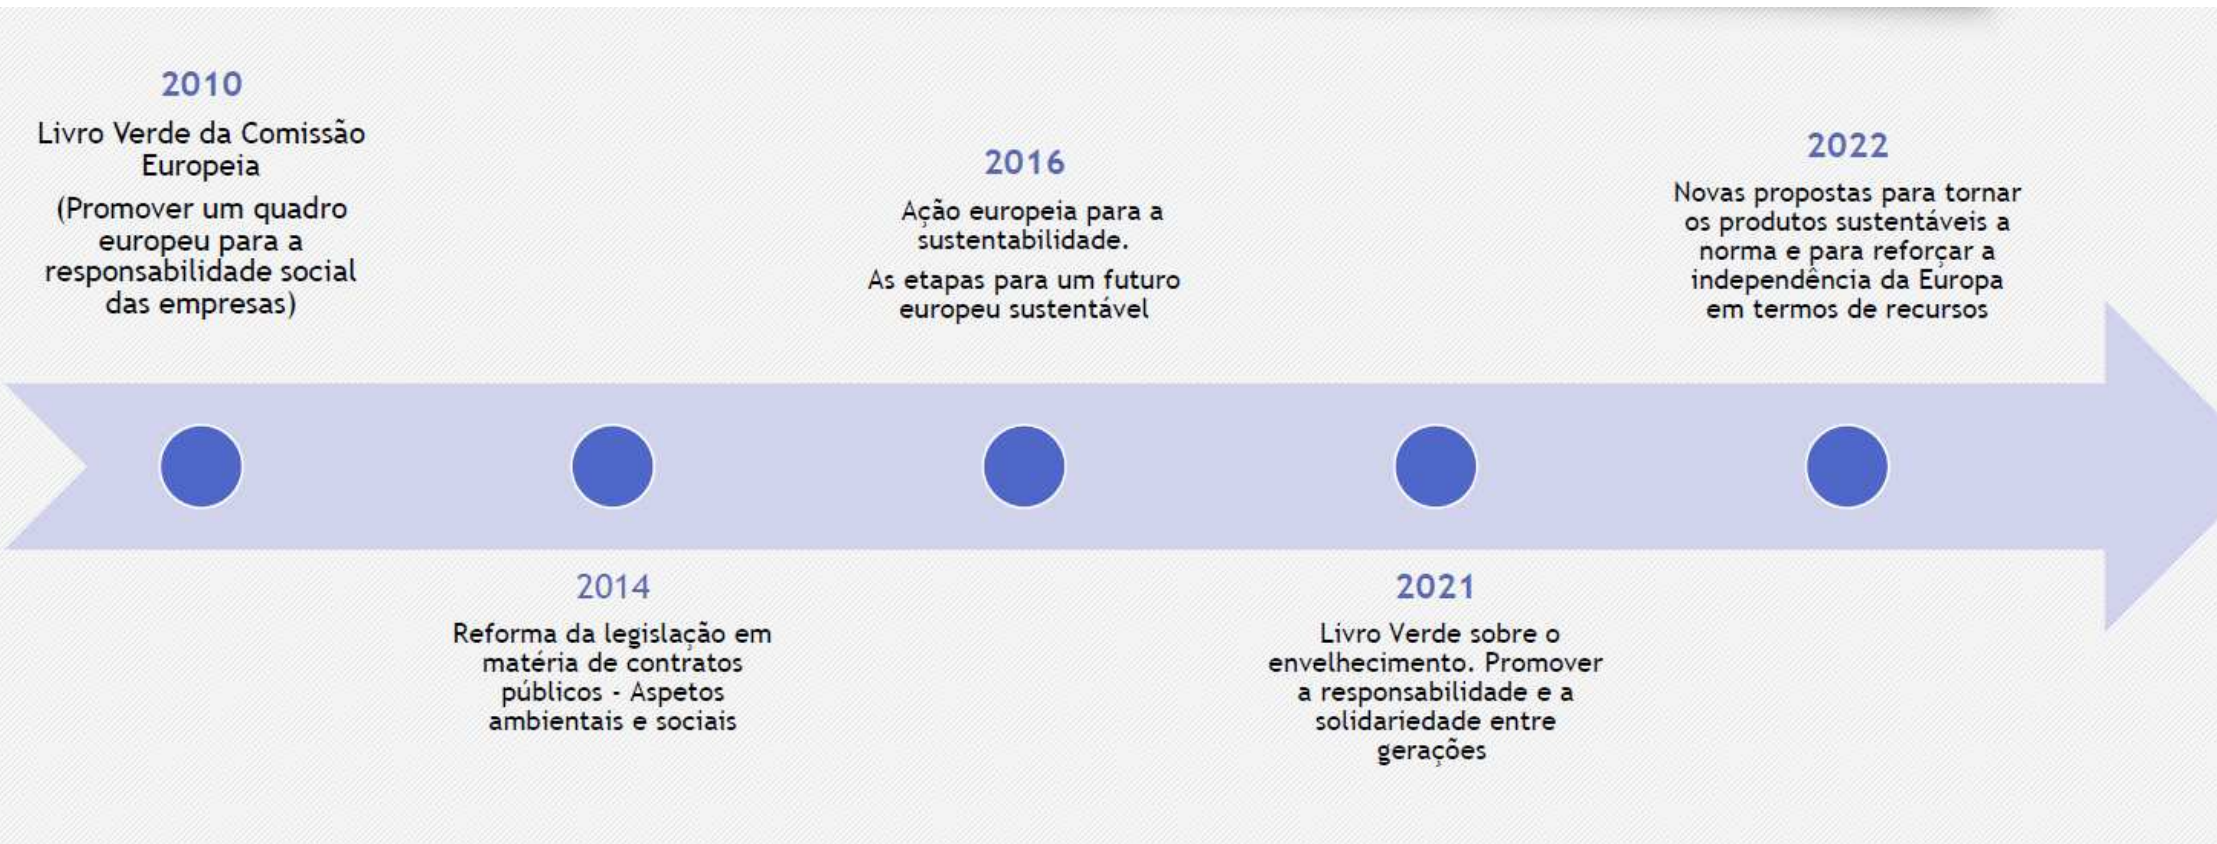 2010
Livro Verde da Comissão
Europeia
(Promover um quadro
europeu para a
responsabilidade social
das empresas)
2014
Reforma da legislação em
matéria de contratos
públicos - Aspetos
ambientais e sociais
2016
Ação europeia para a
sustentabilidade.
As etapas para um futuro
europeu sustentável
2021
Livro Verde sobre o
envelhecimento. Promover
a responsabilidade e a
solidariedade entre
gerações
2022
Novas propostas para tornar
os produtos sustentáveis a
norma e para reforçar a
independência da Europa
em termos de recursos